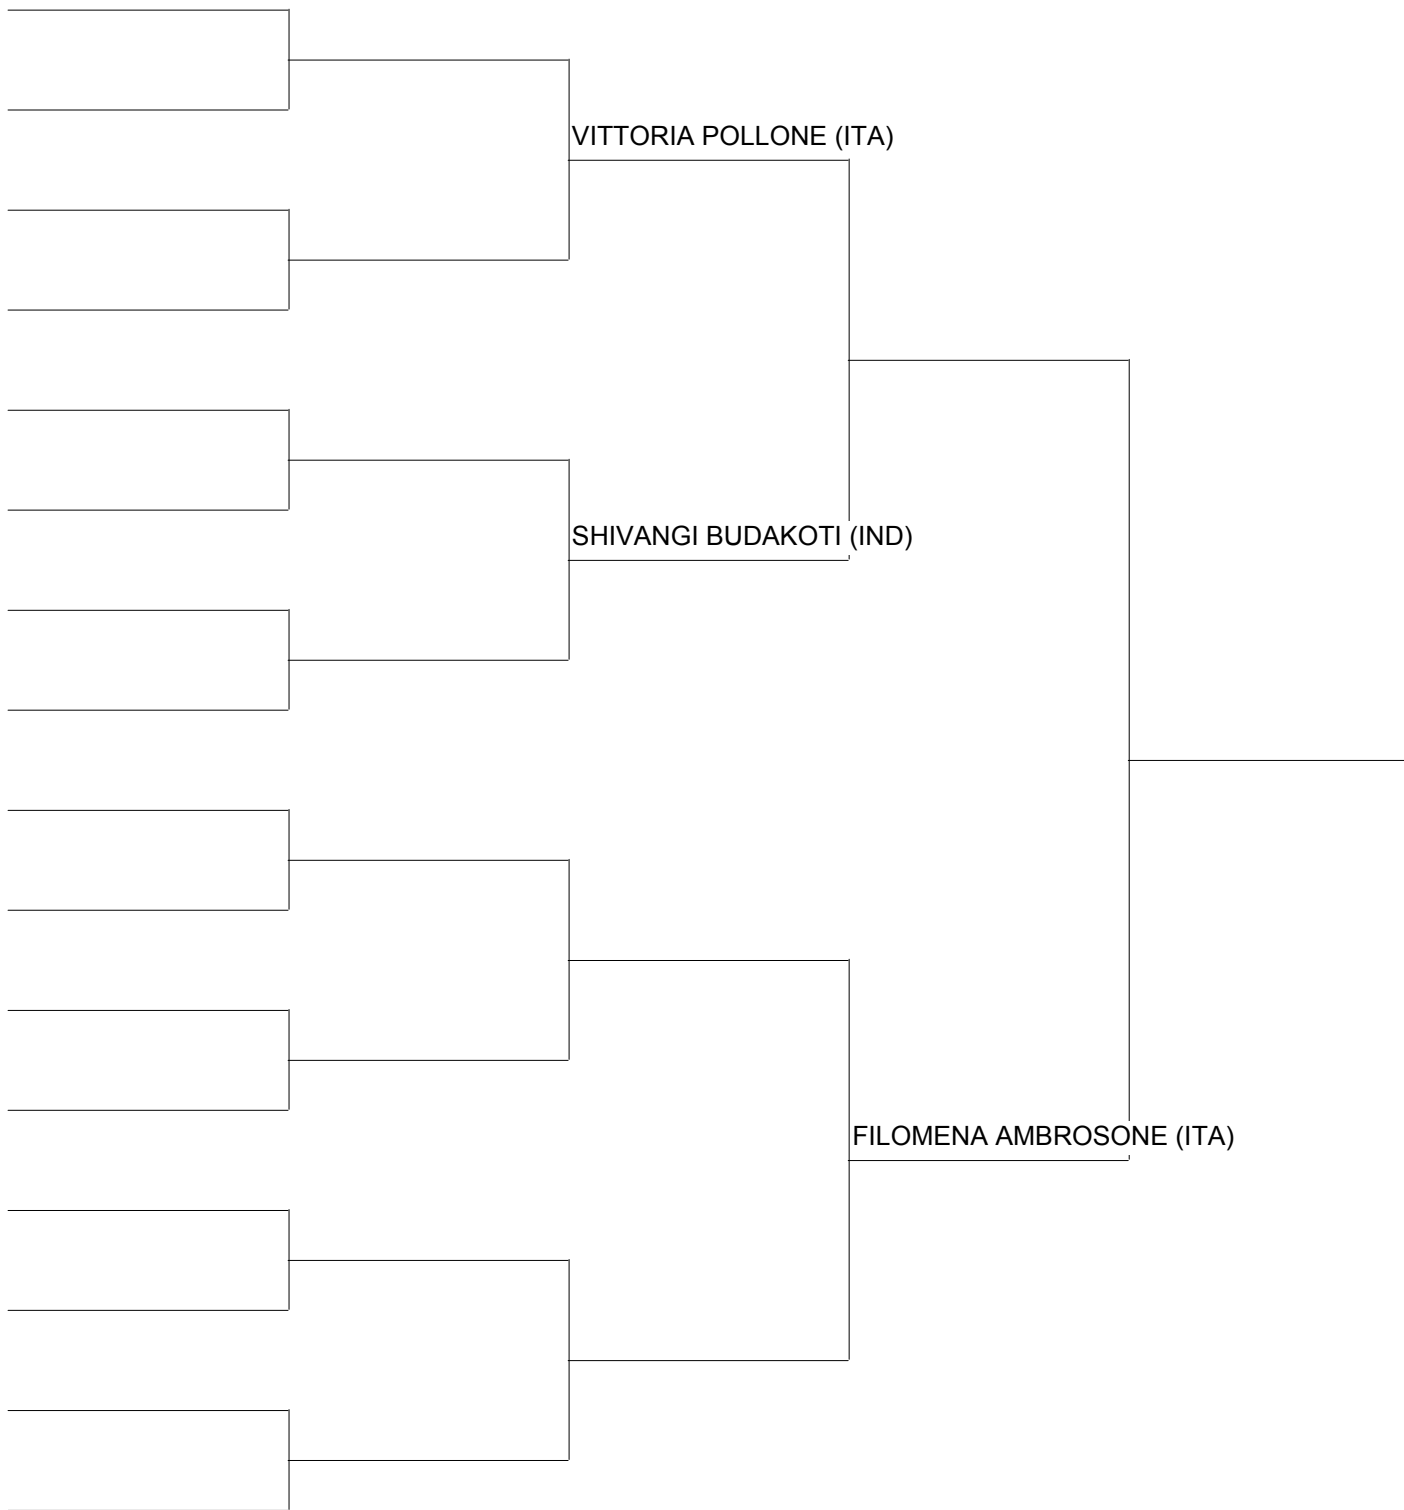 VITTORIA POLLONE (ITA)
SHIVANGI BUDAKOTI (IND)
FILOMENA AMBROSONE (ITA)